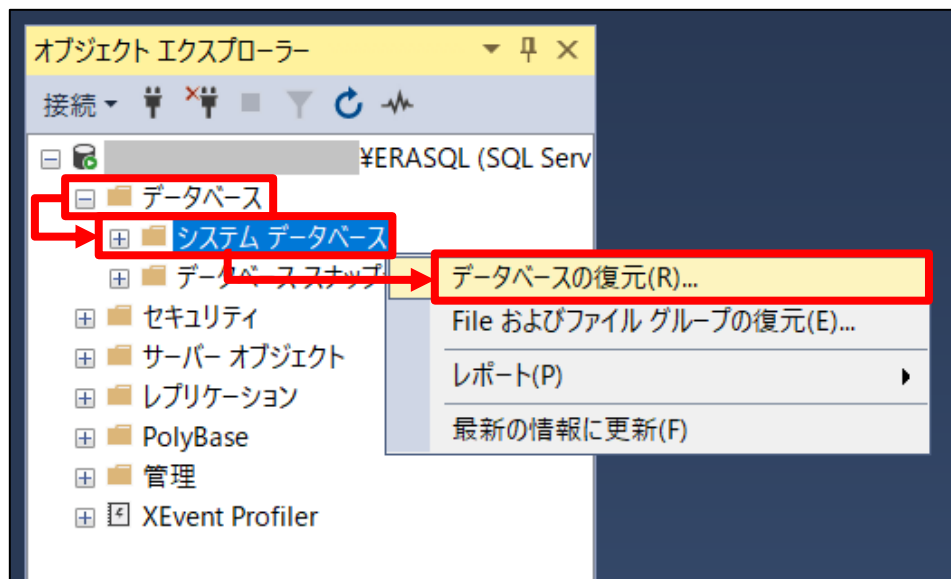 オブジェクト エクスプローラー
接続
¥ERASQL (SQL Serv
データベース
システム データベース
データベース スナップ
データベースの復元(R)...
セキュリティ
File およびファイル グループの復元(E)...
サーバー オブジェクト
レポート(P)
レプリケーション
最新の情報に更新(F)
PolyBase
管理
XEvent Profiler